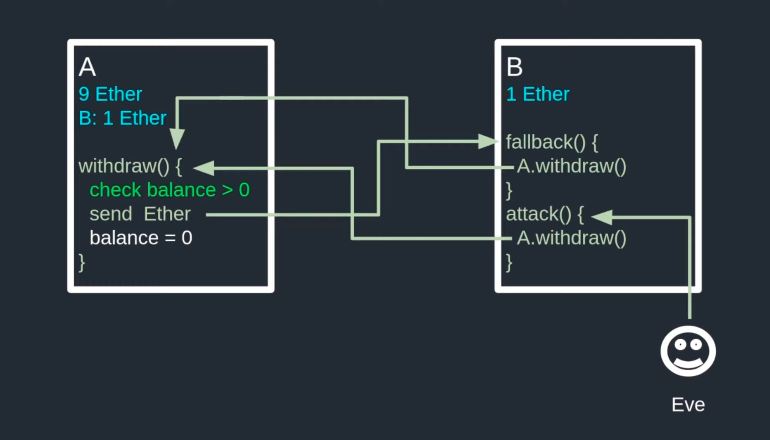 A
9 Ether
B: 1 Ether
withdraw() {
check balance > 0
send Ether
balance = 0
}
B
1 Ether
fallback() {
A.withdraw()
}
attack() {
A.withdraw()
}
Eve